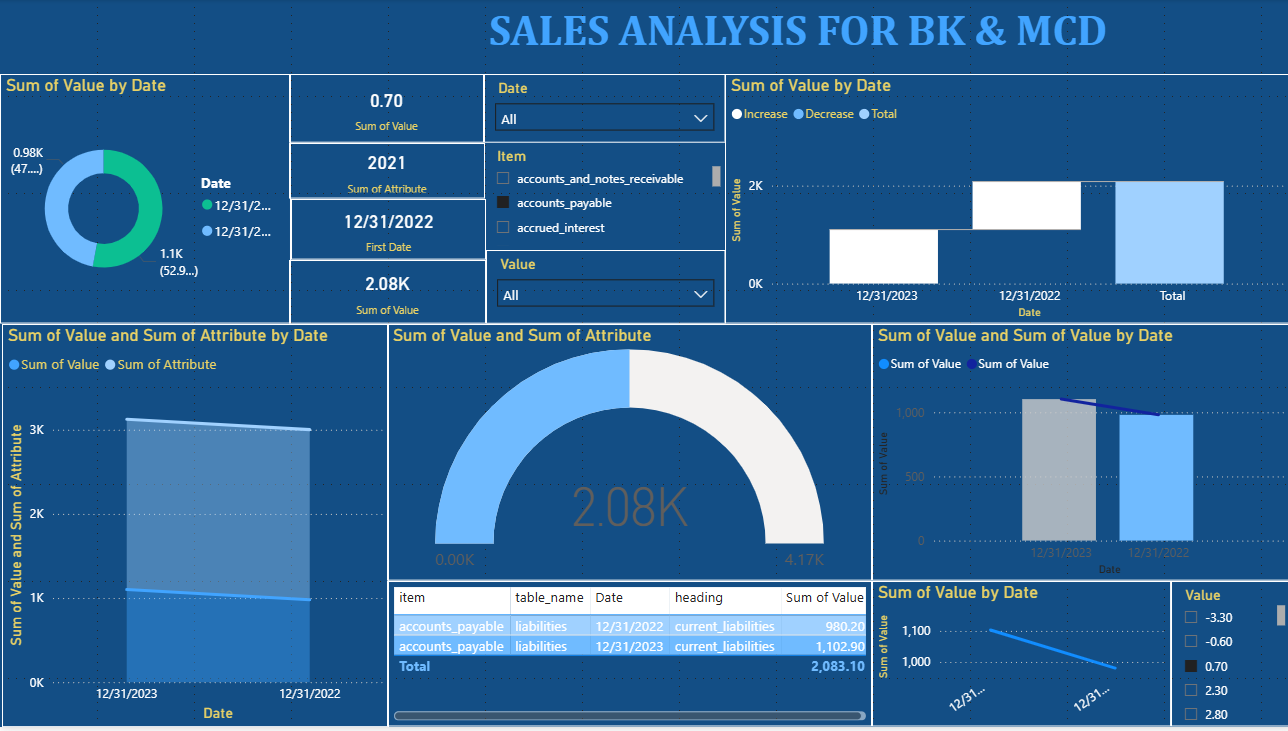 SALES ANALYSIS FOR BK & MCD
Sum of Value by Date
0.98K
(47....)
1.1K
(52.9...)
Date
12/31/2...
12/31/2...
0.70
Sum of Value
2021
Sum of Attribute
12/31/2022
First Date
2.08K
Sum of Value
Date
All
Item
accounts_and_notes_receivable
accounts_payable
accrued_interest
Value
All
Sum of Value by Date
Increase Decrease Total
Sum of Value
2K
0K
12/31/2023 12/31/2022 Total
Date
Sum of Value and Sum of Attribute by Date
Sum of Value Sum of Attribute
Sum of Value and Sum of Attribute
3K
2K
1K
0K
12/31/2023 12/31/2022
Date
Sum of Value and Sum of Attribute
2.08K
0.00K 4.17K
Sum of Value and Sum of Value by Date
Sum of Value Sum of Value
Sum of Value
1,000
500
0
12/31/2023 12/31/2022
Date
item table_name Date heading Sum of Value
accounts_payable liabilities 12/31/2022 current_liabilities 980.20
accounts_payable liabilities 12/31/2023 current_liabilities 1,102.90
Total 2,083.10
Sum of Value by Date
Sum of Value
1,100
1,000
12/31... 12/31...
Value
-3.30
-0.60
0.70
2.30
2.80